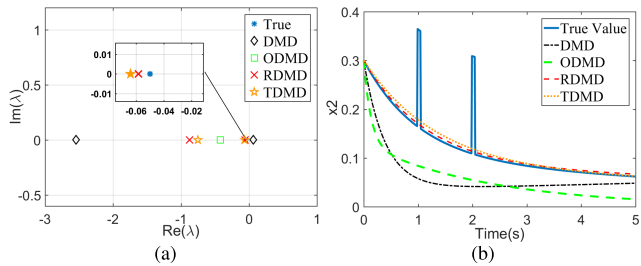 True
DMD
ODMD
RDMD
TDMD
1
0.5
0
-0.5
Im(λ)
0.01
0
-0.01
-0.06 -0.04 -0.02
-3 -2 -1 0 1
Re(λ)
(a)
0.4
0.3
0.2
0.1
0
x2
True Value
DMD
ODMD
RDMD
TDMD
0 1 2 3 4 5
Time(s)
(b)